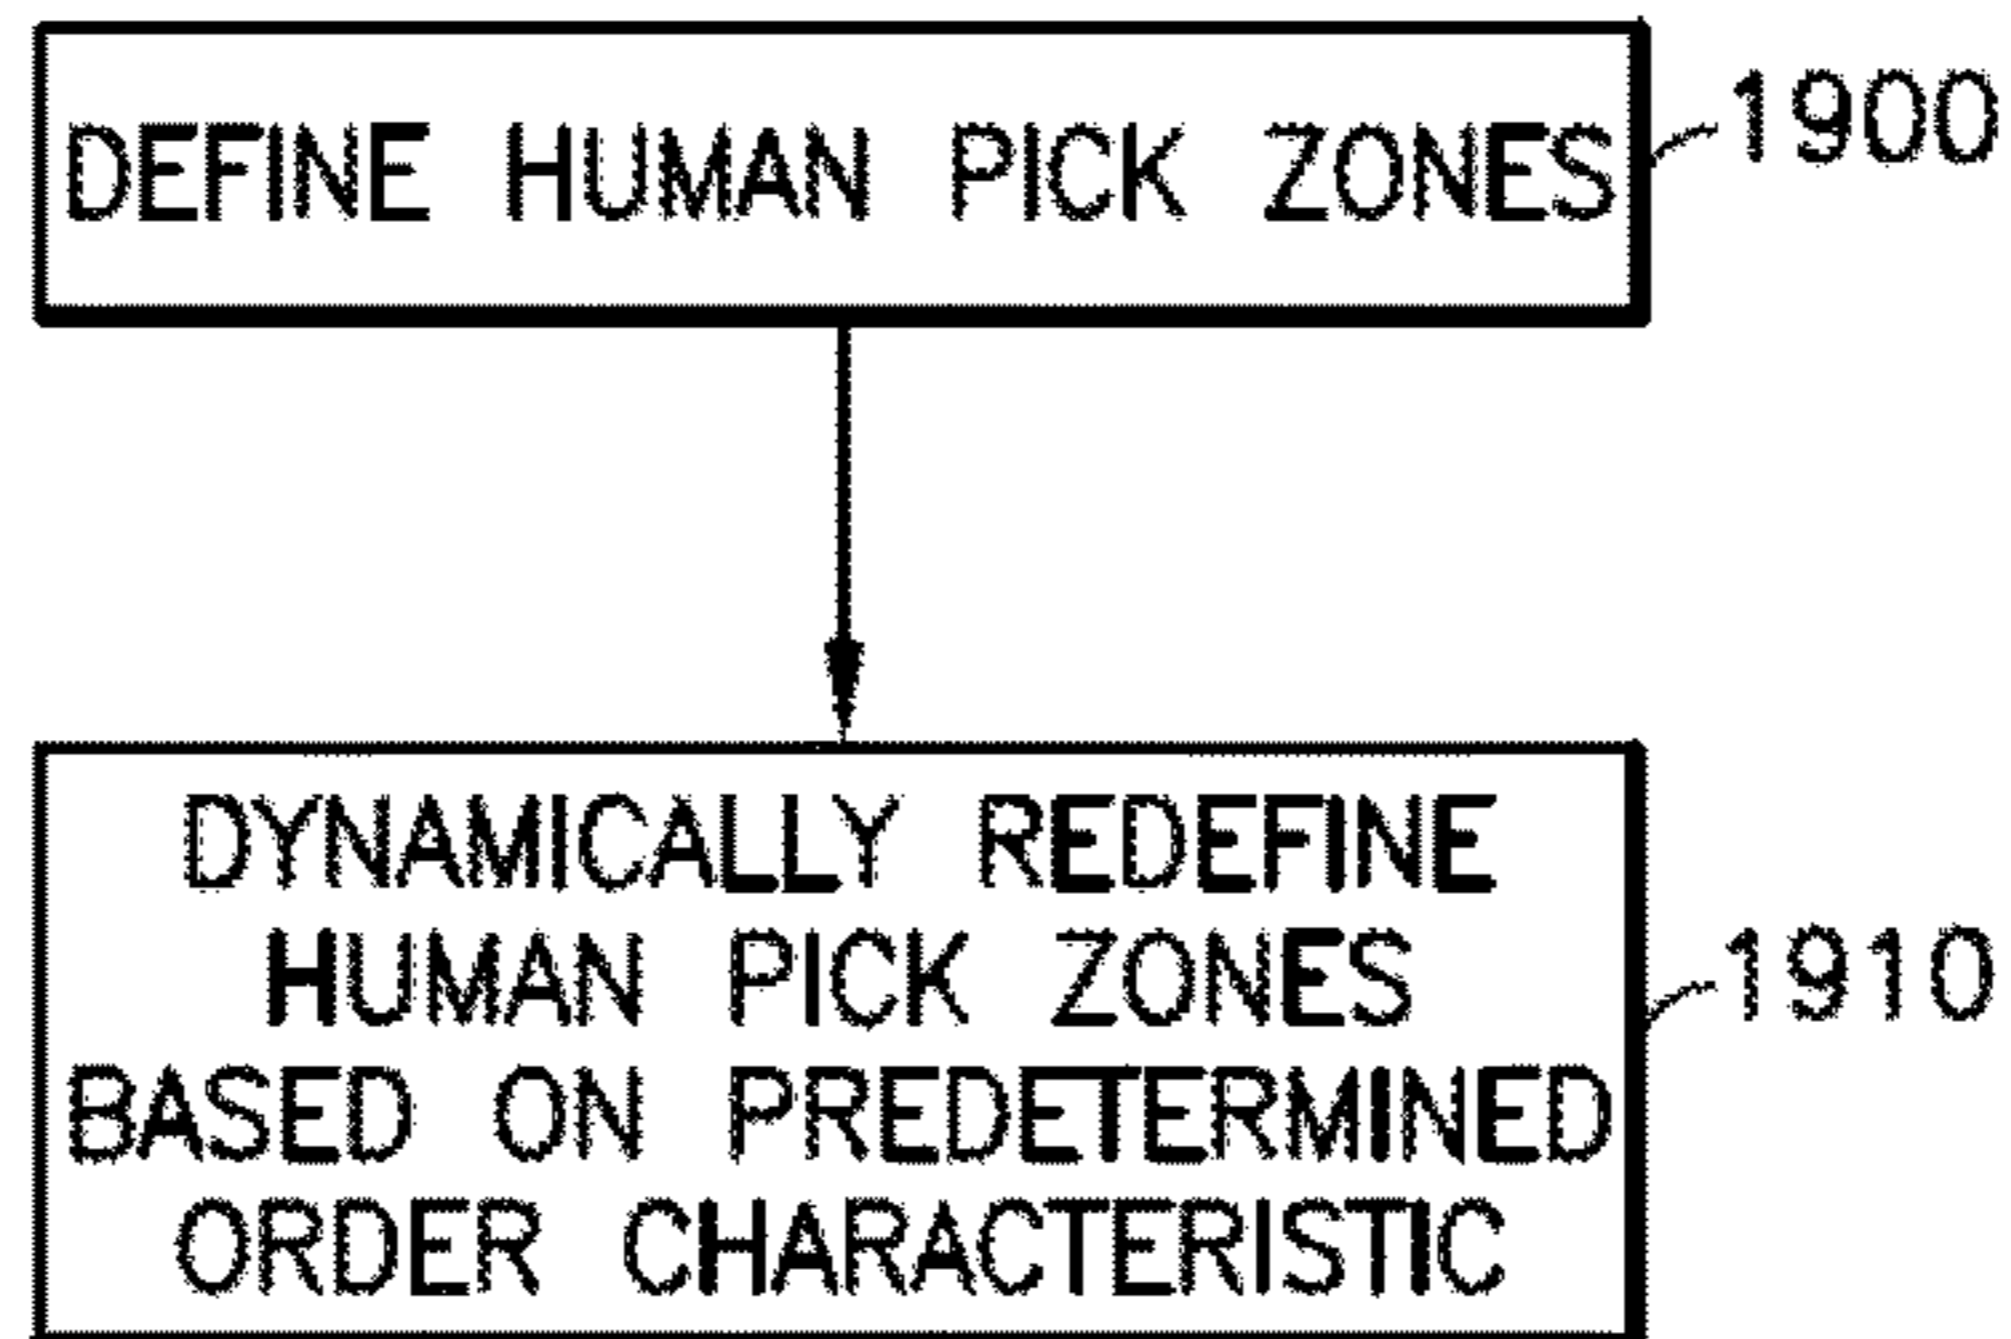 DEFINE HUMAN PICK ZONES
1900
DYNAMICALLY REDEFINE
HUMAN PICK ZONES
BASED ON PREDETERMINED
ORDER CHARACTERISTIC
1910